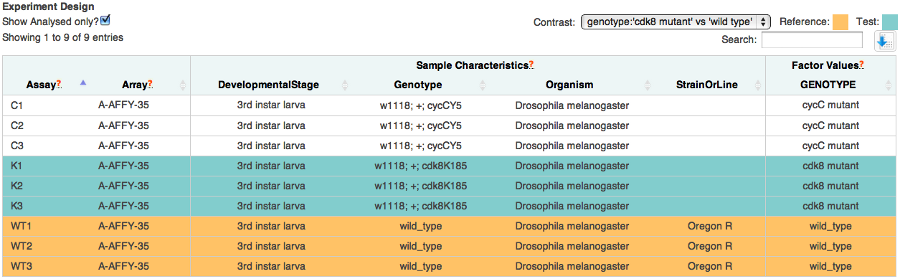 Experiment Design
Show Analysed only?
Contrast: genotype:'cdk8 mutant' vs 'wild type' Reference: Test:
Showing 1 to 9 of 9 entries
Search:
Sample Characteristics? Factor Values?
Assay? Array? DevelopmentalStage Genotype Organism StrainOrLine GENOTYPE
C1 A-AFFY-35 3rd instar larva w1118; +; cycCY5 Drosophila melanogaster cycC mutant
C2 A-AFFY-35 3rd instar larva w1118; +; cycCY5 Drosophila melanogaster cycC mutant
C3 A-AFFY-35 3rd instar larva w1118; +; cycCY5 Drosophila melanogaster cycC mutant
K1 A-AFFY-35 3rd instar larva w1118; +; cdk8K185 Drosophila melanogaster cdk8 mutant
K2 A-AFFY-35 3rd instar larva w1118; +; cdk8K185 Drosophila melanogaster cdk8 mutant
K3 A-AFFY-35 3rd instar larva w1118; +; cdk8K185 Drosophila melanogaster cdk8 mutant
WT1 A-AFFY-35 3rd instar larva wild_type Drosophila melanogaster Oregon R wild_type
WT2 A-AFFY-35 3rd instar larva wild_type Drosophila melanogaster Oregon R wild_type
WT3 A-AFFY-35 3rd instar larva wild_type Drosophila melanogaster Oregon R wild_type